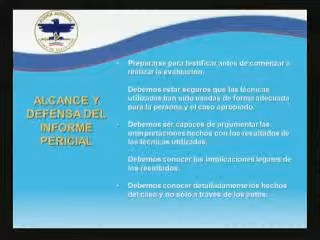 ALCANCE Y
DEFENSA DEL
INFORME
PERICIAL
Prepararse para testificar antes de comenzar a
realizar la evaluación.
Debemos estar seguros que las técnicas
utilizadas han sido usadas de forma adecuada
para la persona y el caso apropiado.
Debemos ser capaces de argumentar las
interpretaciones hechos con los resultados de
las técnicas utilizadas.
Debemos conocer las implicaciones legales de
los resultados.
Debemos conocer detalladamente los hechos
del caso y no sólo a través de los autos.